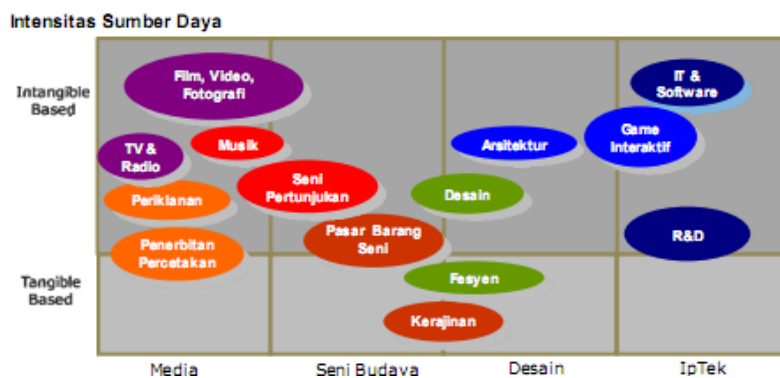 Intensitas Sumber Daya
Intangible
Based
Film, Video,
Fotografi
IT &
Software
TV &
Radio
Musik
Arsitektur
Game
Interaktif
Periklanan
Seni
Pertunjukan
Desain
Penerbitan
Percetakan
Pasar Barang
Seni
R&D
Tangible
Based
Fesyen
Kerajinan
Media
Seni Budaya
Desain
IpTek